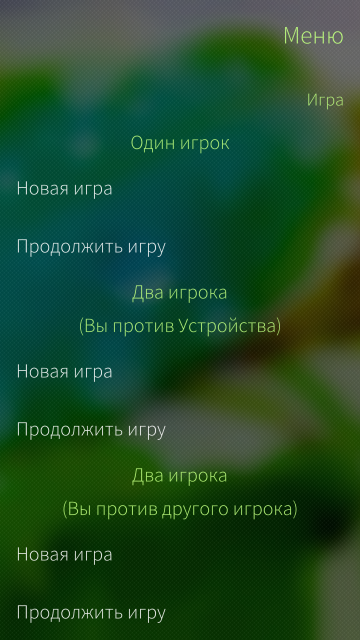 Меню
Игра
Один игрок
Новая игра
Продолжить игру
Два игрока
(Вы против Устройства)
Новая игра
Продолжить игру
Два игрока
(Вы против другого игрока)
Новая игра
Продолжить игру